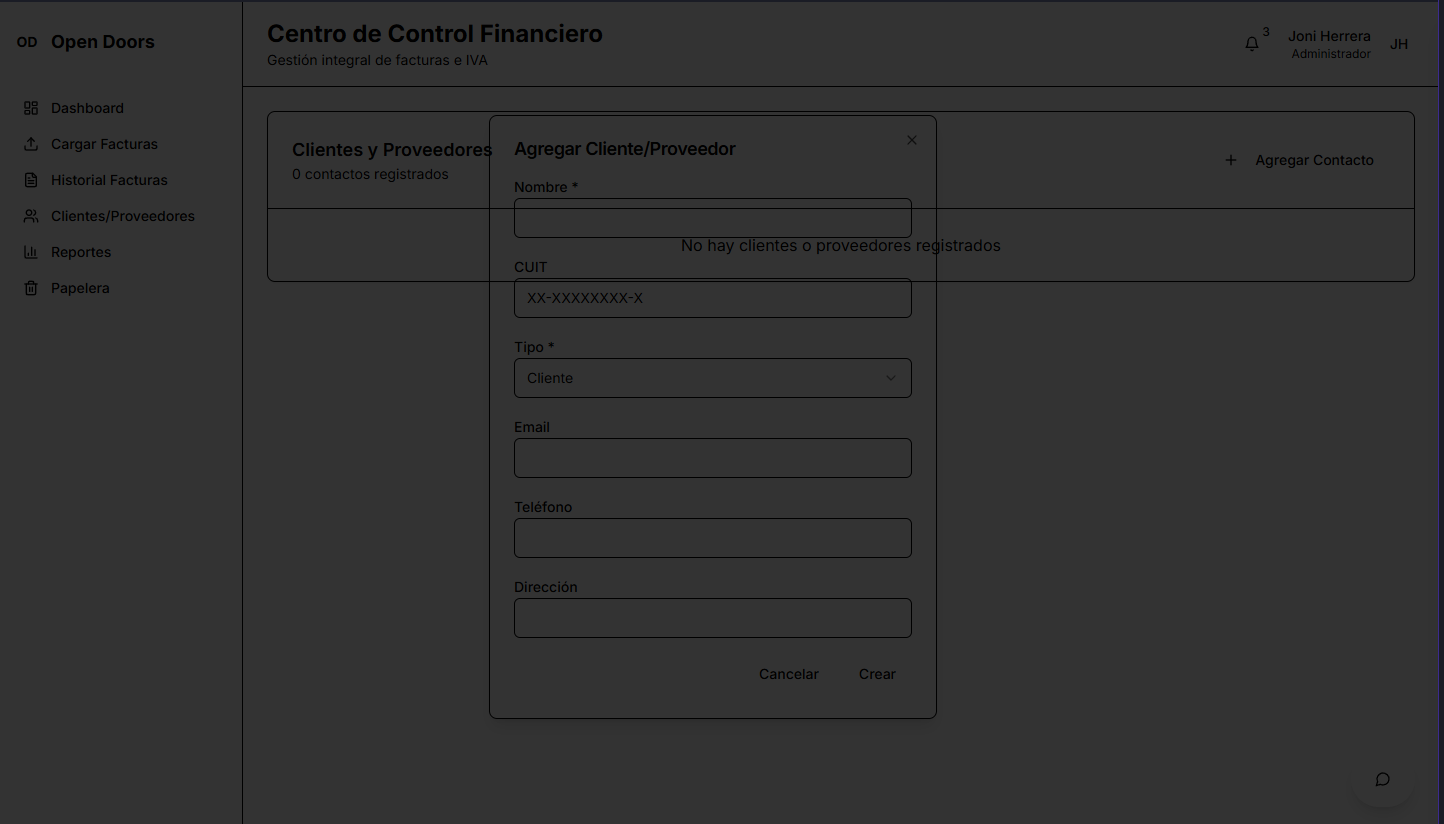 OD Open Doors
Dashboard
Cargar Facturas
Historial Facturas
Clientes/Proveedores
Reportes
Papelera
Centro de Control Financiero
Gestión integral de facturas e IVA
3
Joni Herrera
Administrador
JH
Clientes y Proveedores
0 contactos registrados
Agregar Contacto
No hay clientes o proveedores registrados
Agregar Cliente/Proveedor
Nombre *
CUIT
XX-XXXXXXXX-X
Tipo *
Cliente
Email
Teléfono
Dirección
Cancelar Crear